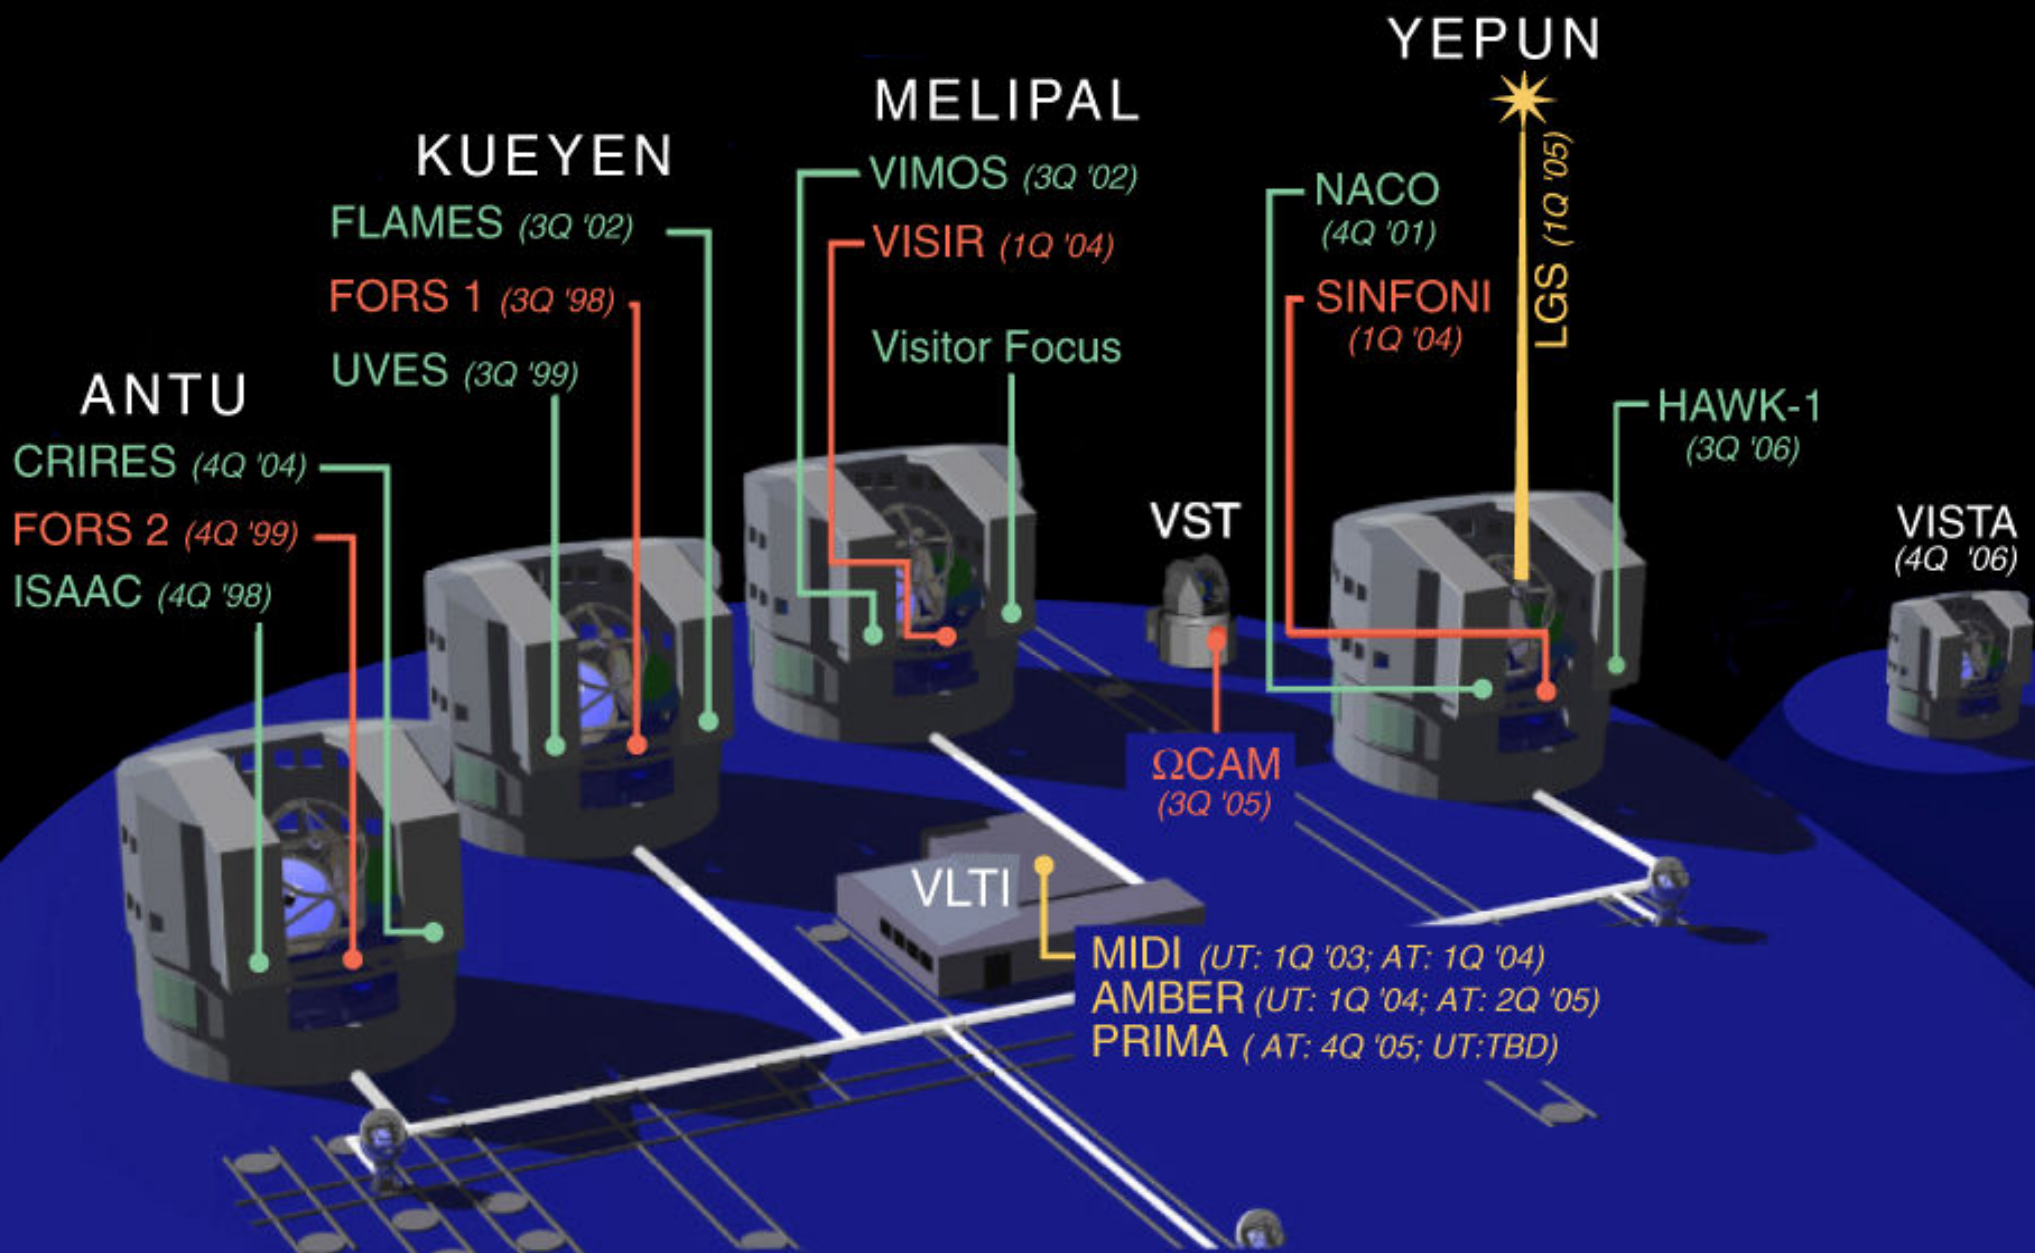 YEPUN
LGS (1Q '05)
NACO
(4Q '01)
SINFONI
(1Q '04)
HAWK-1
(3Q '06)
MELIPAL
VIMOS (3Q '02)
VISIR (1Q '04)
Visitor Focus
KUEYEN
FLAMES (3Q '02)
FORS 1 (3Q '98)
UVES (3Q '99)
ANTU
CRIRES (4Q '04)
FORS 2 (4Q '99)
ISAAC (4Q '98)
VST
ΩCAM
(3Q '05)
VISTA
(4Q '06)
VLTI
MIDI (UT: 1Q '03; AT: 1Q '04)
AMBER (UT: 1Q '04; AT: 2Q '05)
PRIMA ( AT: 4Q '05; UT:TBD)